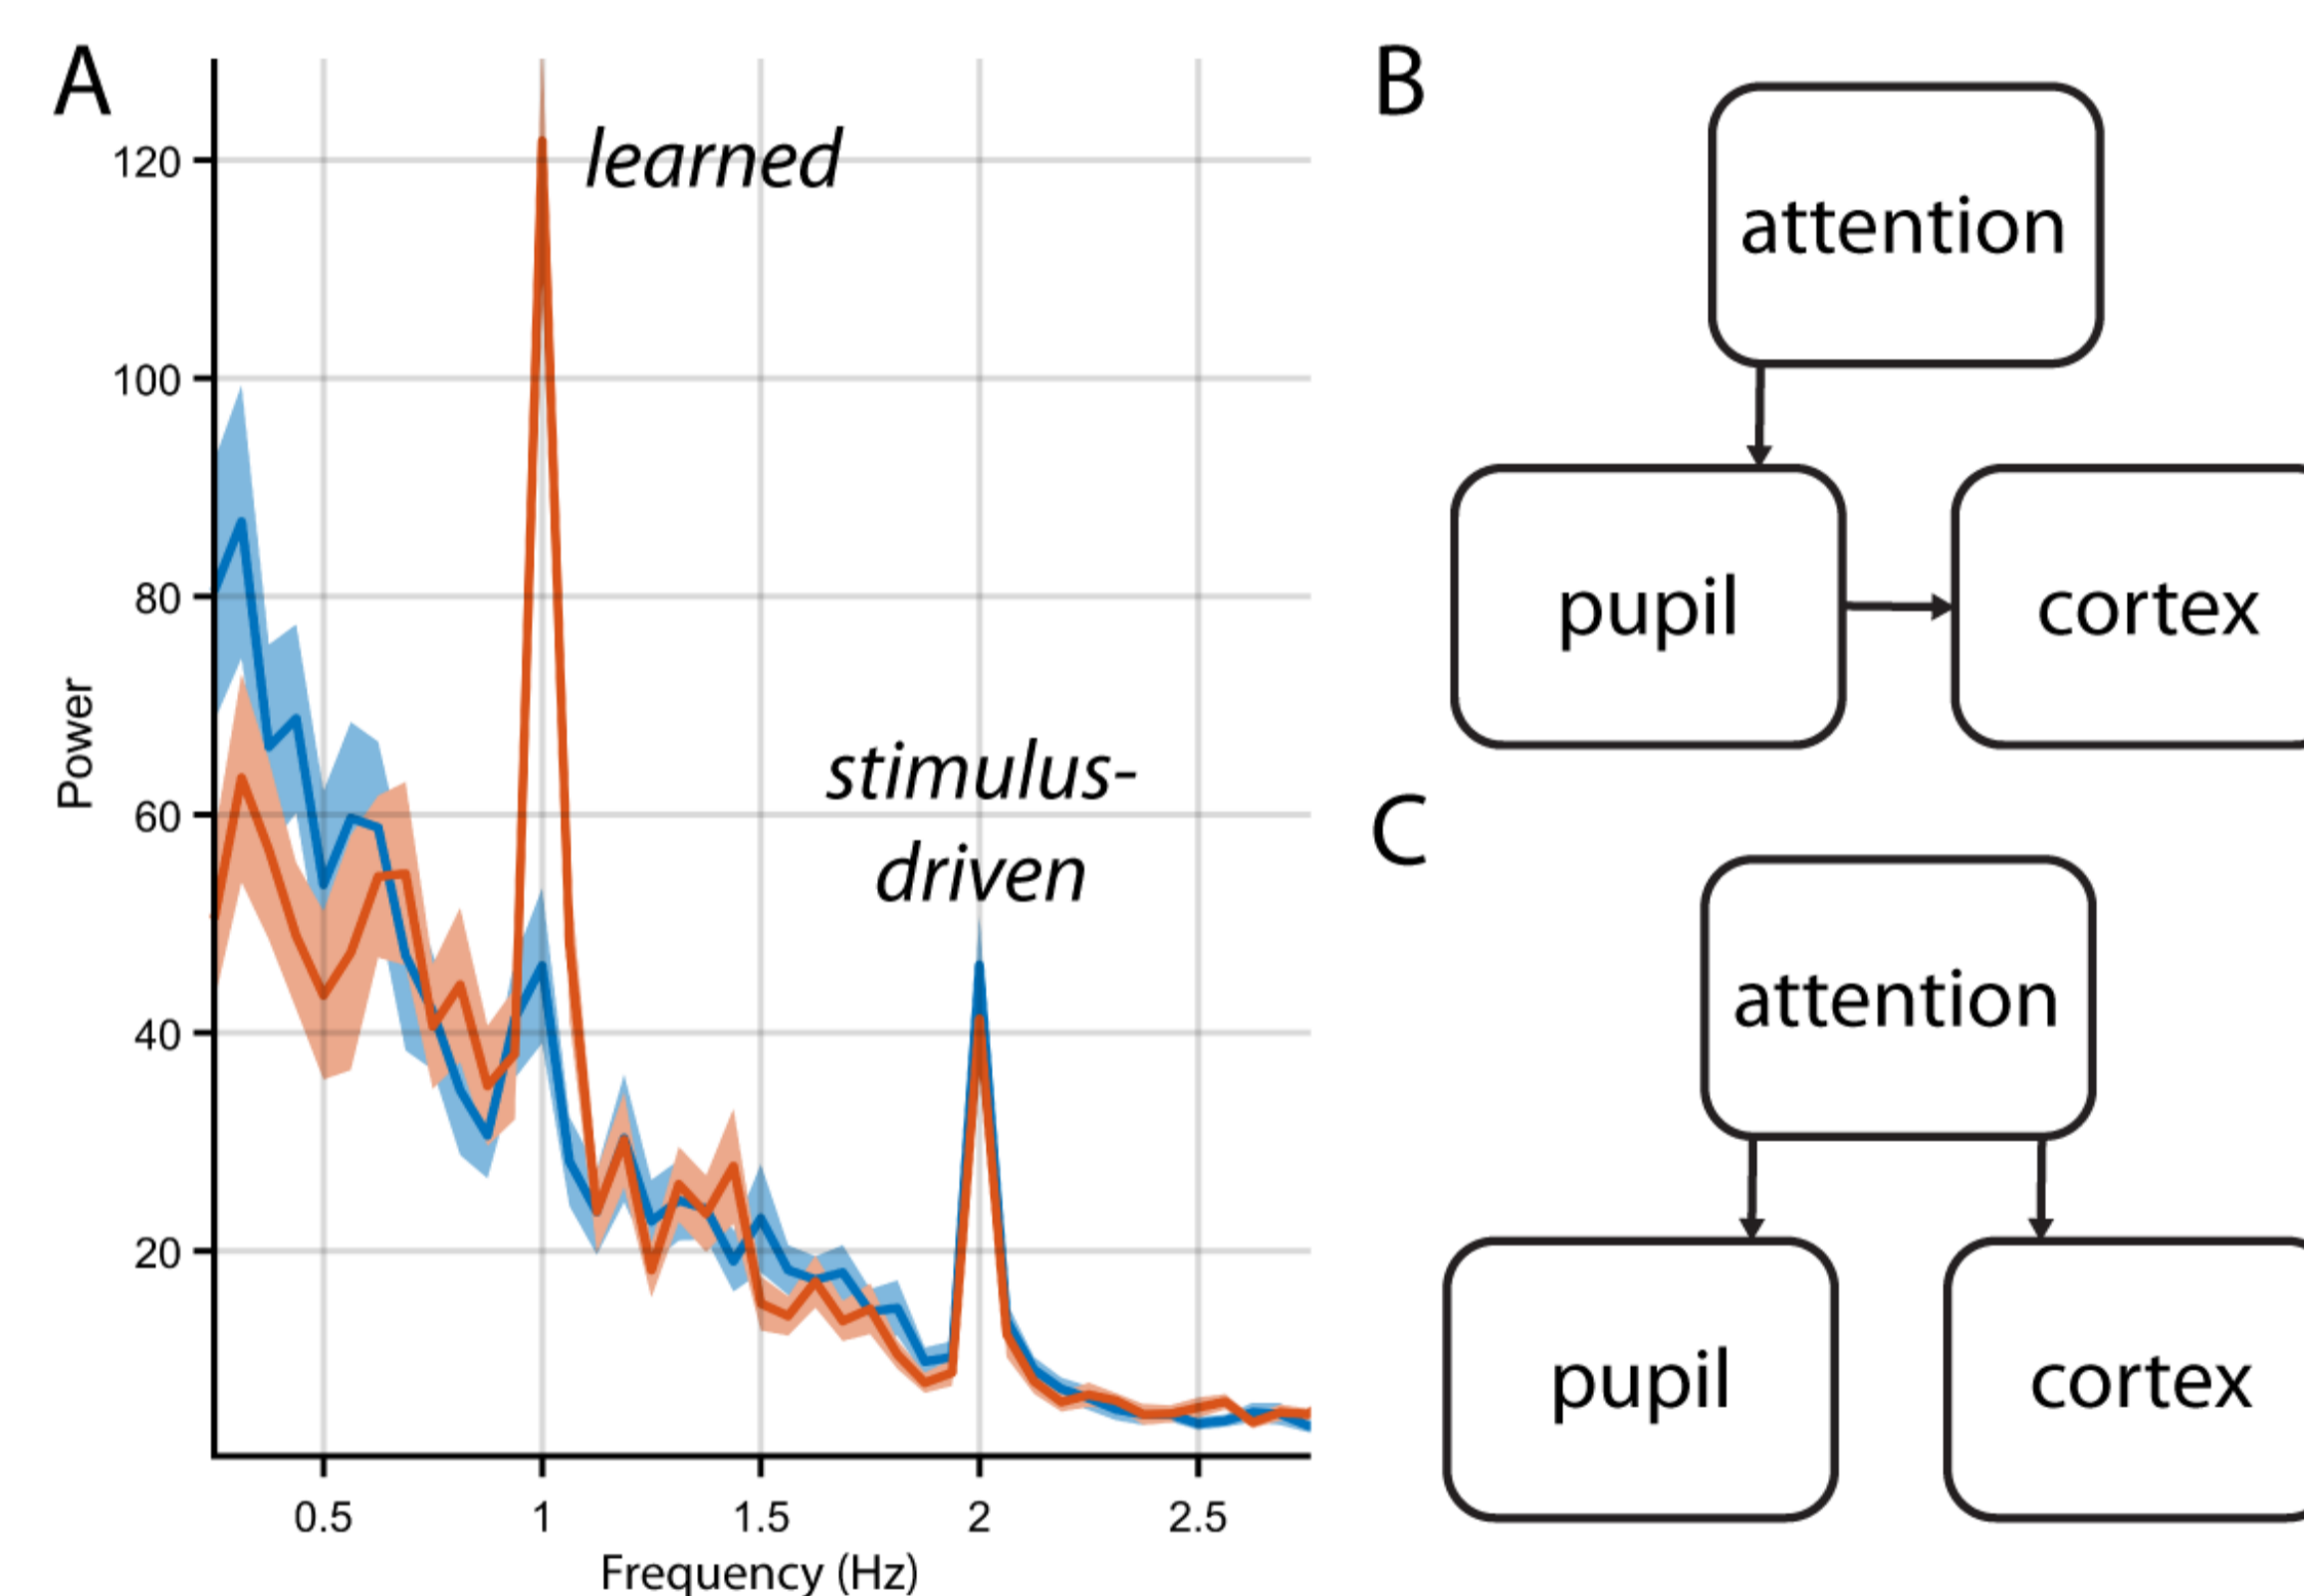 A
120
100
80
60
40
20
Power
0.5
1
1.5
2
2.5
Frequency (Hz)
learned
stimulus-
driven
B
attention
pupil
cortex
C
attention
pupil
cortex